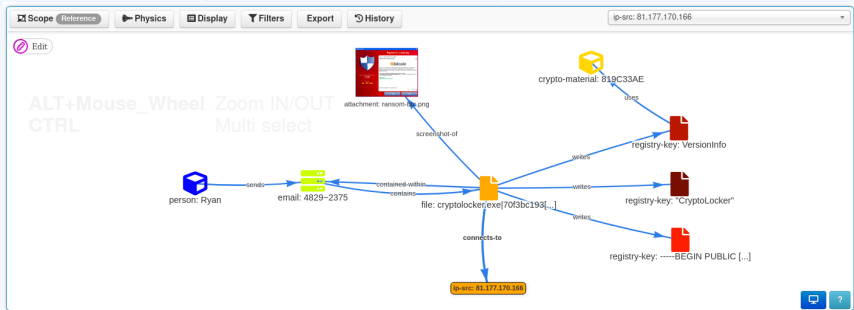 Scope Reference Physics Display Filters Export History ip-src: 81.177.170.166
Edit
ALT+Mouse_Wheel Zoom IN/OUT
CTRL Multi select
crypto-material: 819C33AE
uses
screenshot-of
registry-key: VersionInfo
writes
person: Ryan
sends
email: 4829~2375
contained-within
contains
file: cryptolocker.exe|70f3bc193[...]
writes
registry-key: "CryptoLocker"
writes
registry-key: -----BEGIN PUBLIC [...]
connects-to
ip-src: 81.177.170.166
?